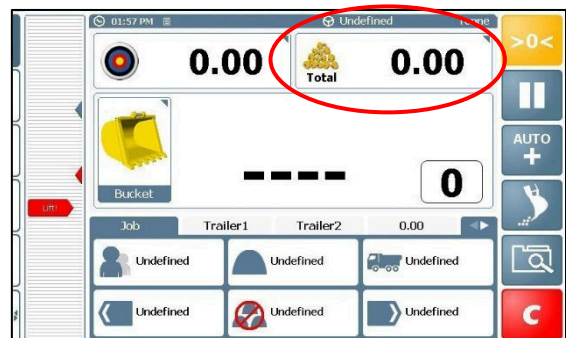 01:57 PM Undefined Tonne
>0<
0.00
Total 0.00
AUTO
+
Bucket
----
0
Lift!
Job Trailer1 Trailer2 0.00
Undefined Undefined Undefined
Undefined Undefined Undefined
C